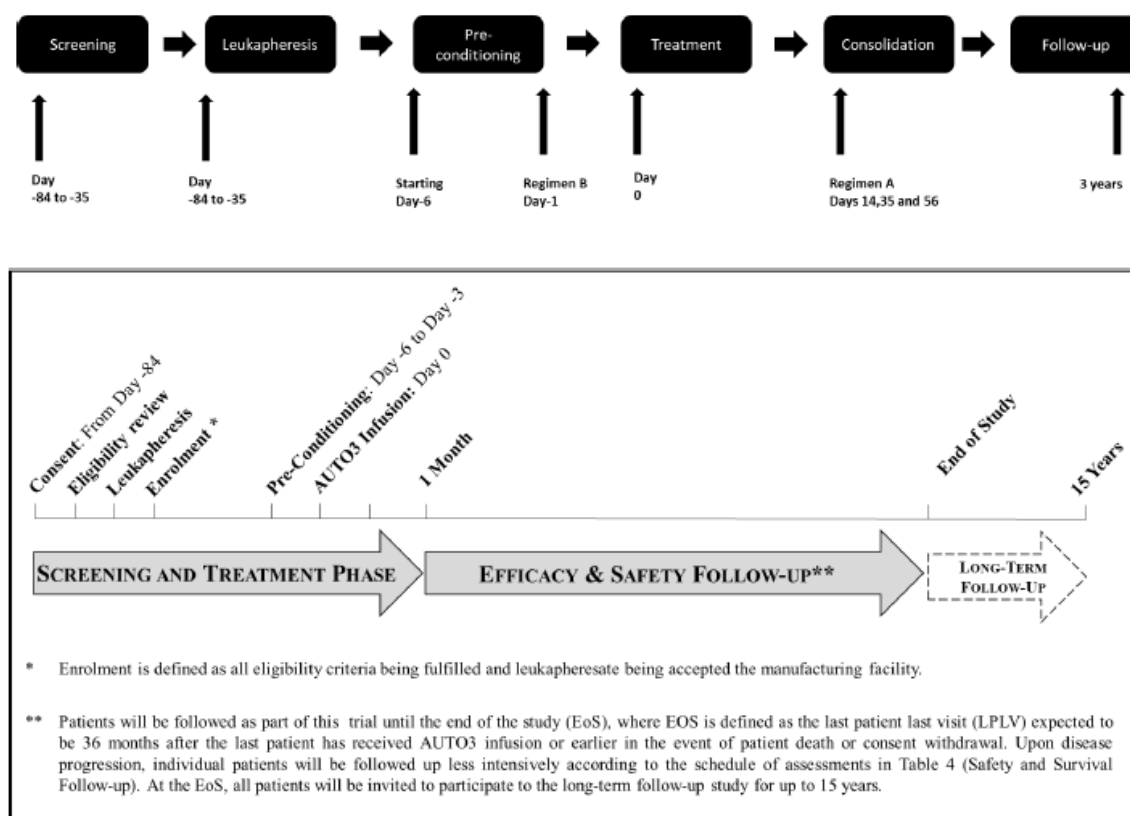 Screening
Leukapheresis
Pre-
conditioning
Treatment
Consolidation
Follow-up
Day
-84 to -35
Day
-84 to -35
Starting
Day-6
Regimen B
Day-1
Day
0
Regimen A
Days 14,35 and 56
3 years
Consent: From Day -84
Eligibility review
Leukapheresis
Enrolment *
Pre-Conditioning: Day -6 to Day -3
AUTO3 Infusion: Day 0
1 Month
End of Study
15 Years
SCREENING AND TREATMENT PHASE
EFFICACY & SAFETY FOLLOW-UP**
LONG-TERM
FOLLOW-UP
* Enrolment is defined as all eligibility criteria being fulfilled and leukapheresate being accepted the manufacturing facility.
** Patients will be followed as part of this trial until the end of the study (EoS), where EOS is defined as the last patient last visit (LPLV) expected to
be 36 months after the last patient has received AUTO3 infusion or earlier in the event of patient death or consent withdrawal. Upon disease
progression, individual patients will be followed up less intensively according to the schedule of assessments in Table 4 (Safety and Survival
Follow-up). At the EoS, all patients will be invited to participate to the long-term follow-up study for up to 15 years.